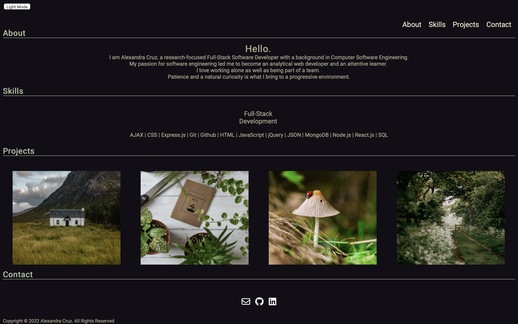 Light Mode
About Skills Projects Contact
About
Hello.
I am Alexandra Cruz, a research-focused Full-Stack Software Developer with a background in Computer Software Engineering.
My passion for software engineering led me to become an analytical web developer and an attentive learner.
I love working alone as well as being part of a team.
Patience and a natural curiosity is what I bring to a progressive environment.
Skills
Full-Stack
Development
AJAX | CSS | Express.js | Git | Github | HTML | JavaScript | jQuery | JSON | MongoDB | Node.js | React.js | SQL
Projects
Contact
Copyright © 2022 Alexandra Cruz. All Rights Reserved